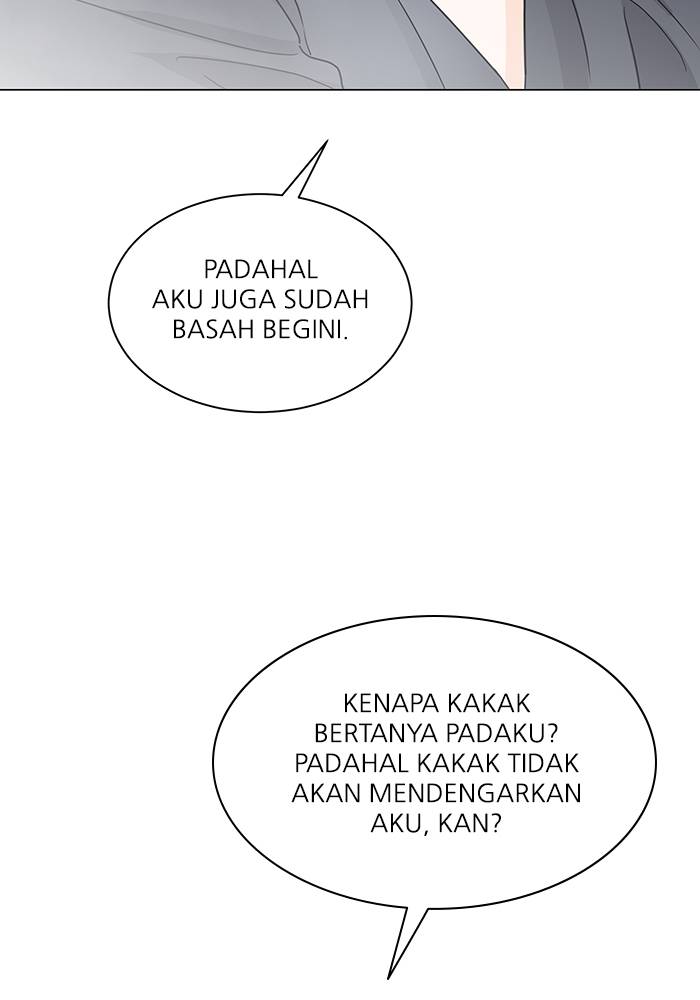 PADAHAL
AKU JUGA SUDAH
BASAH BEGINI.
KENAPA KAKAK
BERTANYA PADAKU?
PADAHAL KAKAK TIDAK
AKAN MENDENGARKAN
AKU, KAN?